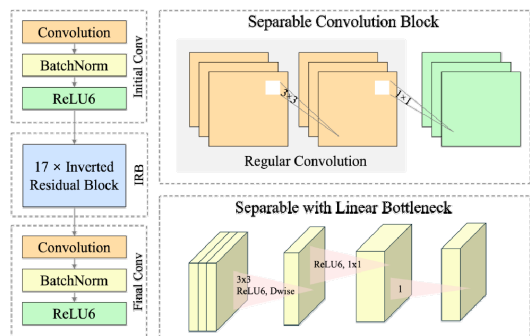 Convolution
BatchNorm
ReLU6
Initial Conv
17 × Inverted
Residual Block
IRB
Convolution
BatchNorm
ReLU6
Final Conv
Separable Convolution Block
3×3
1×1
Regular Convolution
Separable with Linear Bottleneck
3x3
ReLU6, Dwise
ReLU6, 1x1
1